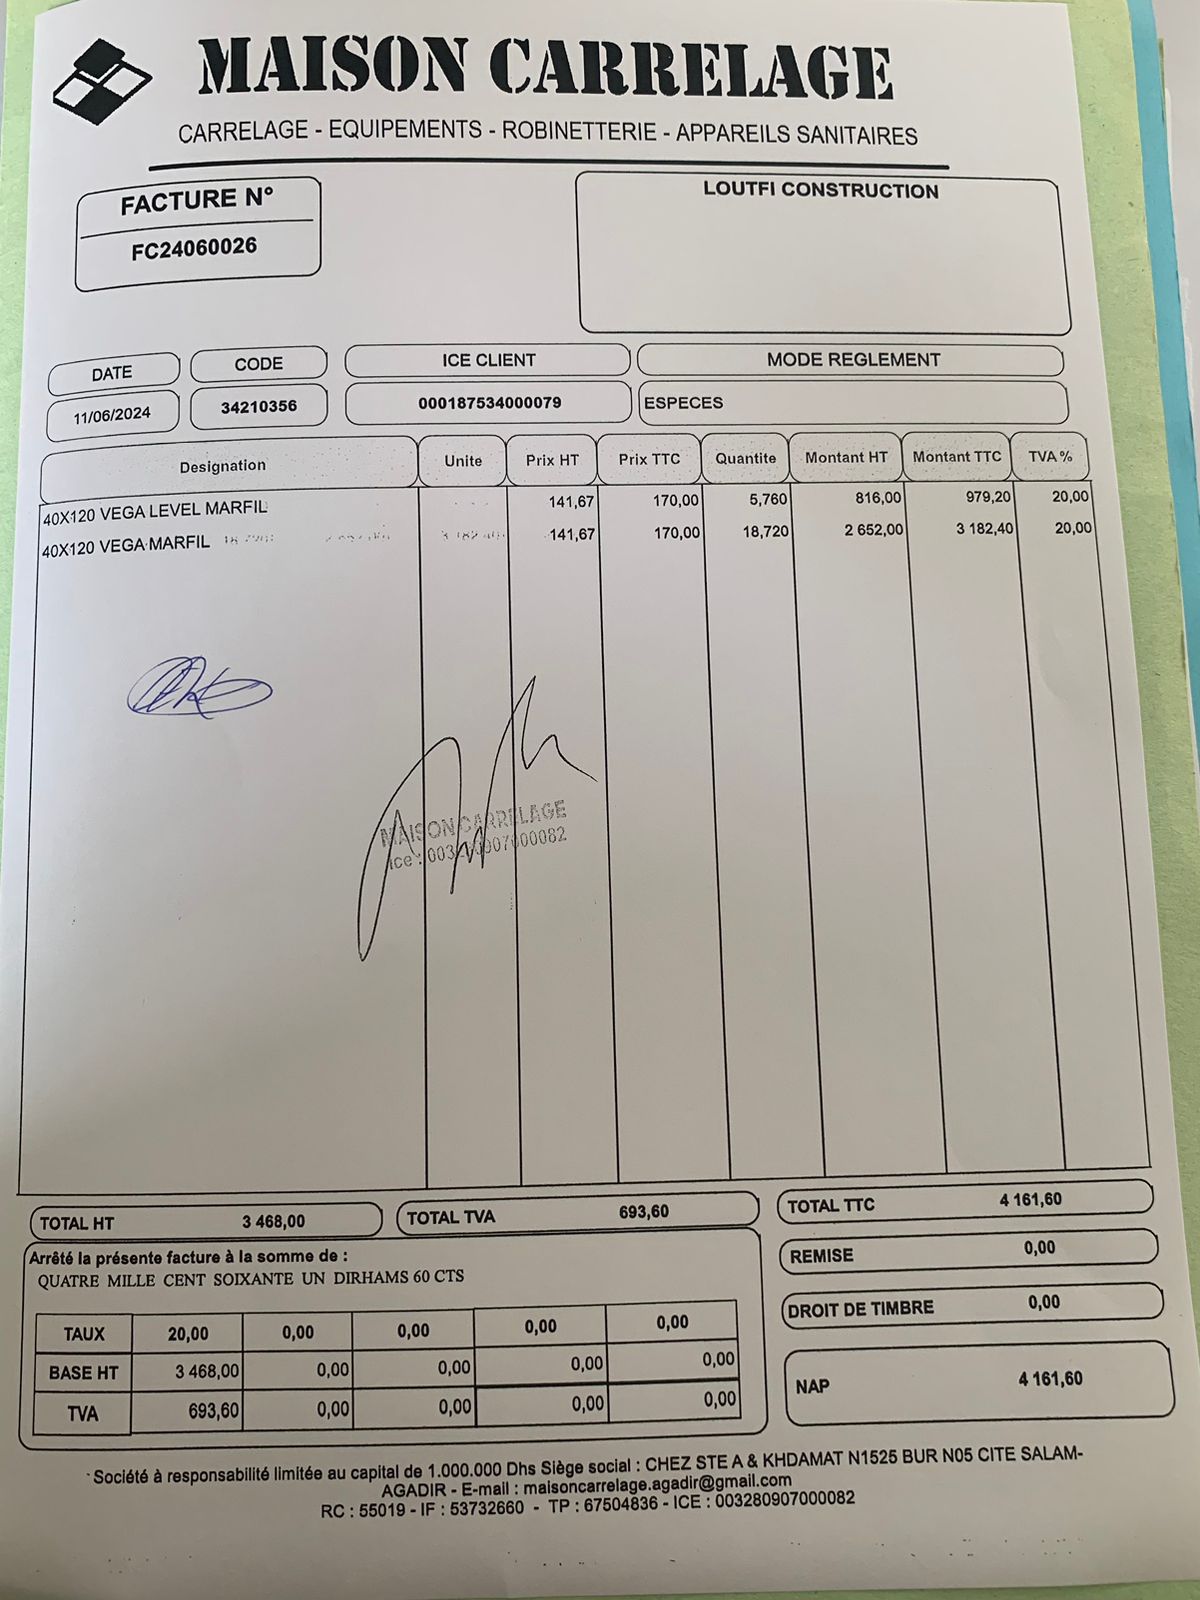 MAISON CARRELAGE
CARRELAGE - EQUIPEMENTS - ROBINETTERIE - APPAREILS SANITAIRES
FACTURE N°
FC24060026
LOUTFI CONSTRUCTION
DATE CODE ICE CLIENT MODE REGLEMENT
11/06/2024 34210356 000187534000079 ESPECES
Designation Unite Prix HT Prix TTC Quantite Montant HT Montant TTC TVA %
40X120 VEGA LEVEL MARFIL 141,67 170,00 5,760 816,00 979,20 20,00
40X120 VEGA MARFIL 141,67 170,00 18,720 2 652,00 3 182,40 20,00
MAISON CARRELAGE
ice : 003280907000082
TOTAL HT 3 468,00 TOTAL TVA 693,60 TOTAL TTC 4 161,60
Arrêté la présente facture à la somme de :
QUATRE MILLE CENT SOIXANTE UN DIRHAMS 60 CTS
REMISE 0,00
DROIT DE TIMBRE 0,00
NAP 4 161,60
TAUX 20,00 0,00 0,00 0,00 0,00
BASE HT 3 468,00 0,00 0,00 0,00 0,00
TVA 693,60 0,00 0,00 0,00 0,00
Société à responsabilité limitée au capital de 1.000.000 Dhs Siège social : CHEZ STE A & KHDAMAT N1525 BUR N05 CITE SALAM-
AGADIR - E-mail : maisoncarrelage.agadir@gmail.com
RC : 55019 - IF : 53732660 - TP : 67504836 - ICE : 003280907000082